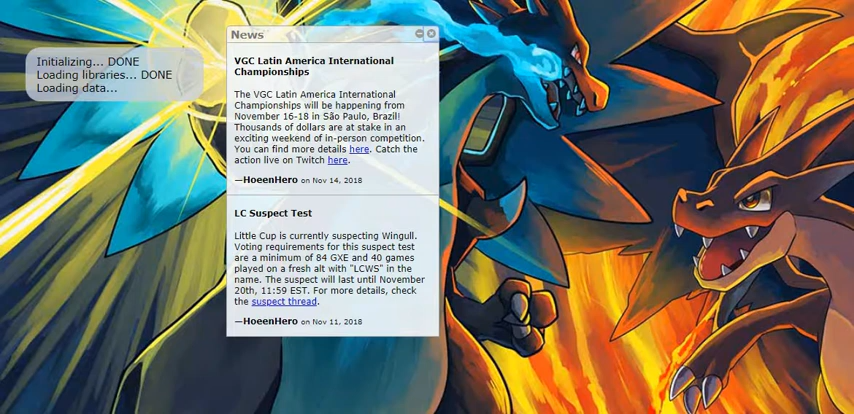 Initializing... DONE
Loading libraries... DONE
Loading data...
News
VGC Latin America International
Championships
The VGC Latin America International
Championships will be happening from
November 16-18 in São Paulo, Brazil!
Thousands of dollars are at stake in an
exciting weekend of in-person competition.
You can find more details here. Catch the
action live on Twitch here.
—HoeenHero on Nov 14, 2018
LC Suspect Test
Little Cup is currently suspecting Wingull.
Voting requirements for this suspect test
are a minimum of 84 GXE and 40 games
played on a fresh alt with "LCWS" in the
name. The suspect will last until November
20th, 11:59 EST. For more details, check
the suspect thread.
—HoeenHero on Nov 11, 2018